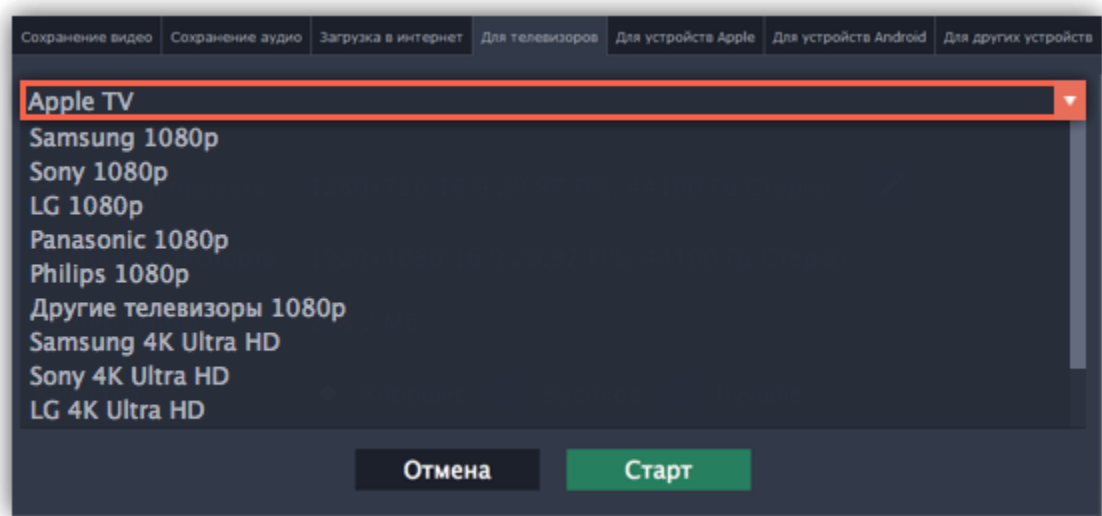 Сохранение видео Сохранение аудио Загрузка в интернет Для телевизоров Для устройств Apple Для устройств Android Для других устройств
Apple TV
Samsung 1080p
Sony 1080p
LG 1080p
Panasonic 1080p
Philips 1080p
Другие телевизоры 1080p
Samsung 4K Ultra HD
Sony 4K Ultra HD
LG 4K Ultra HD
Отмена Старт